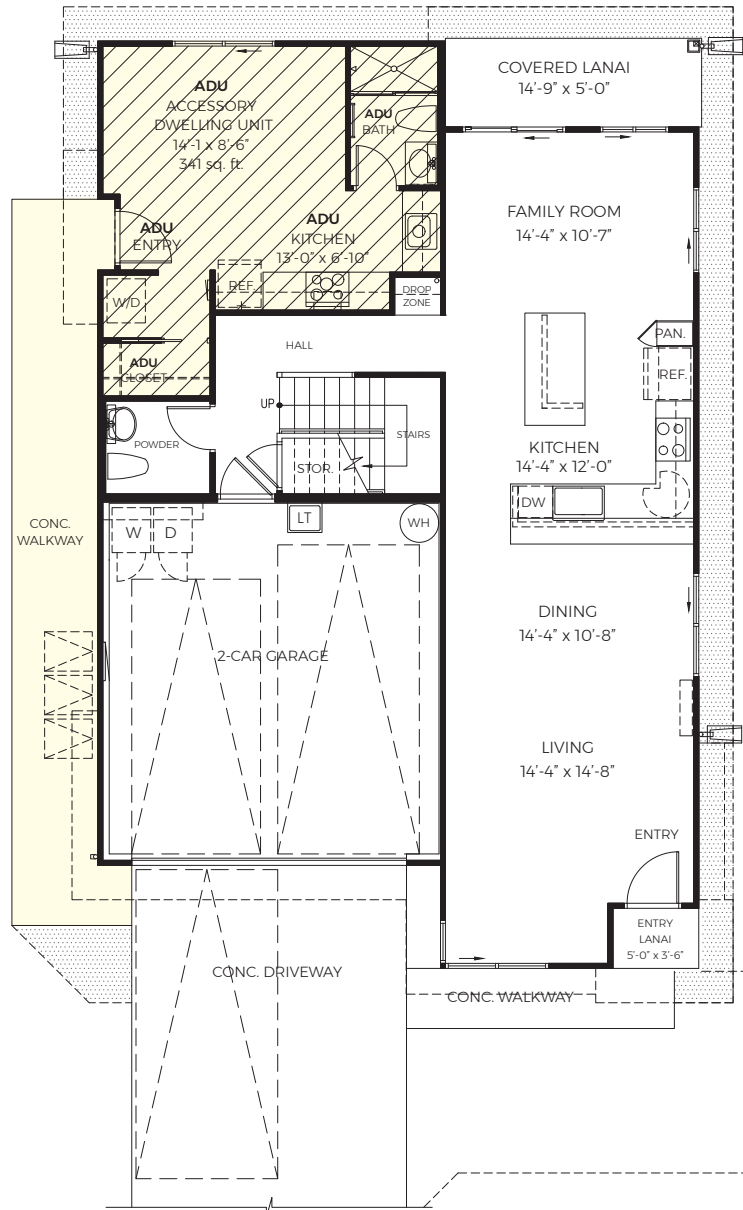 ADU
ACCESSORY
DWELLING UNIT
14'-1 x 8'-6"
341 sq. ft.
ADU
BATH
COVERED LANAI
14'-9" x 5'-0"
ADU
ENTRY
ADU
KITCHEN
13'-0" x 6'-10"
FAMILY ROOM
14'-4" x 10'-7"
W/D
REF.
DROP
ZONE
ADU
CLOSET
HALL
PAN.
REF.
UP
POWDER
STOR.
STAIRS
KITCHEN
14'-4" x 12'-0"
DW
CONC.
WALKWAY
W
D
LT
WH
2-CAR GARAGE
DINING
14'-4" x 10'-8"
LIVING
14'-4" x 14'-8"
ENTRY
ENTRY
LANAI
5'-0" x 3'-6"
CONC. DRIVEWAY
CONC. WALKWAY